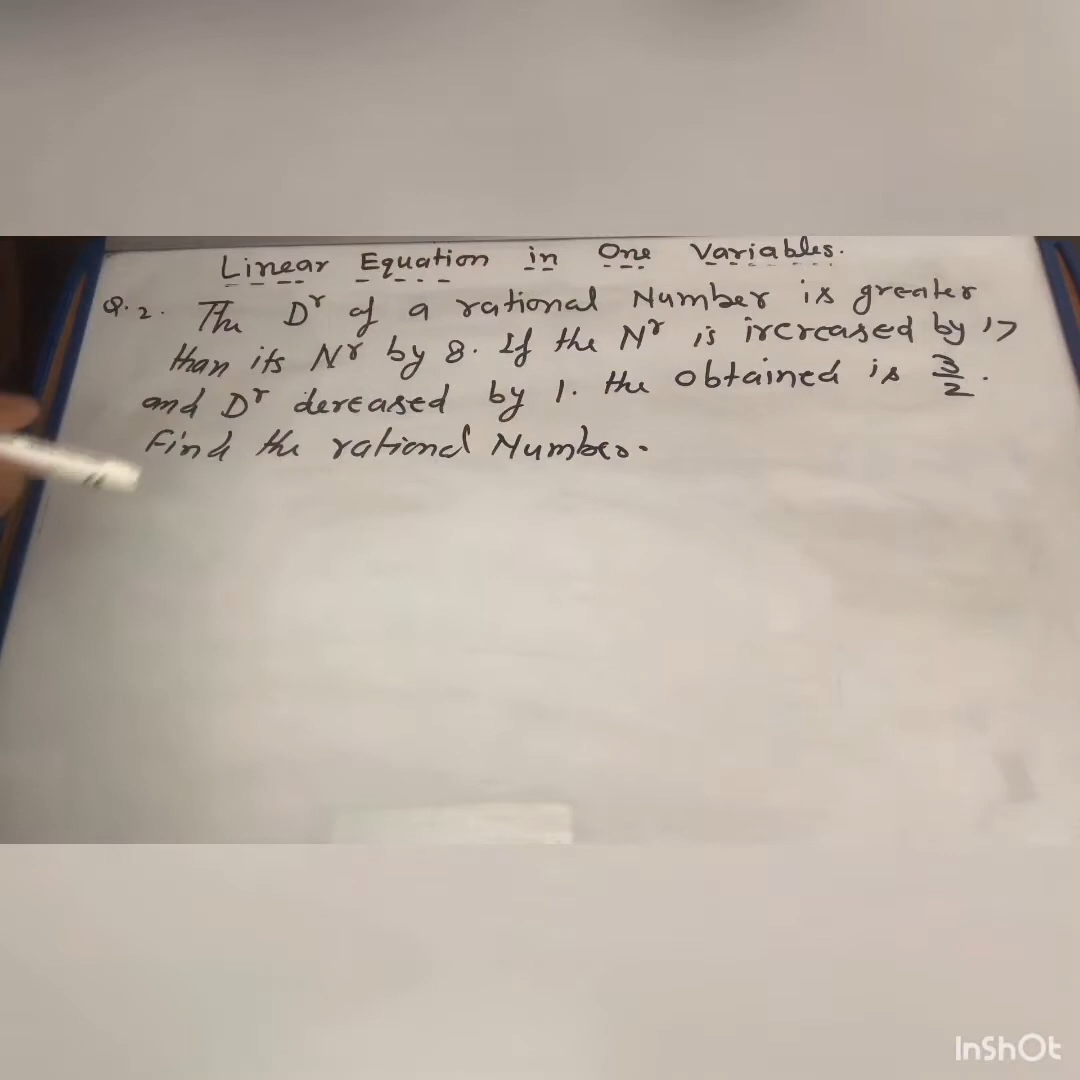 Linear Equation in One Variables.
Q.2. The Dr of a rational Number is greater
than its Nr by 8. If the Nr is ircreased by 17
and Dr dereased by 1. the obtained is 3/2.
Find the rational Number.
InShOt